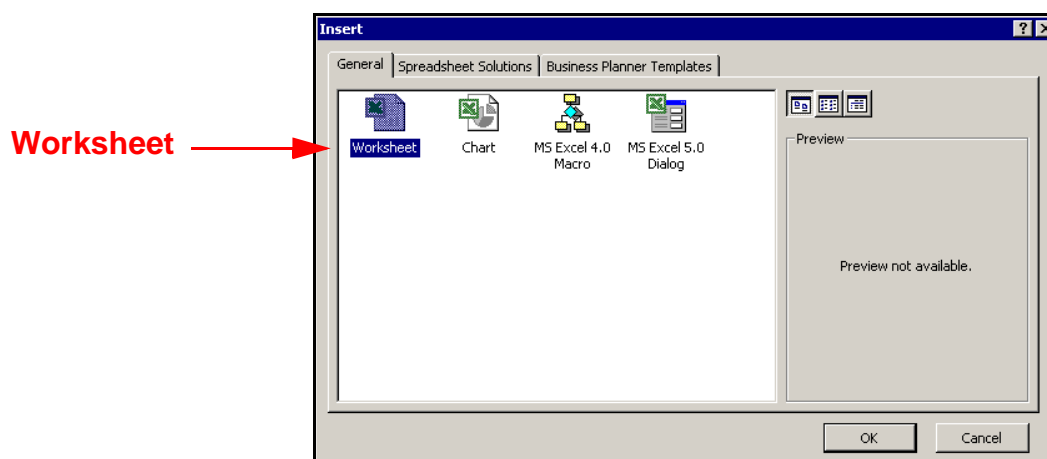 Insert
General Spreadsheet Solutions Business Planner Templates
Worksheet
Worksheet Chart MS Excel 4.0 Macro MS Excel 5.0 Dialog
Preview
Preview not available.
OK Cancel